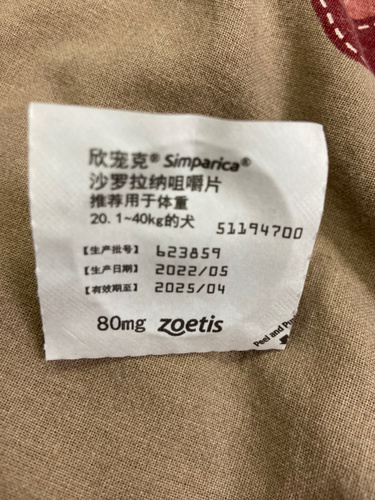 欣宠克® Simparica®
沙罗拉纳咀嚼片
推荐用于体重
20.1~40kg的犬
51194700
【生产批号】 623859
【生产日期】 2022/05
【有效期至】 2025/04
80mg zoetis
Peel and